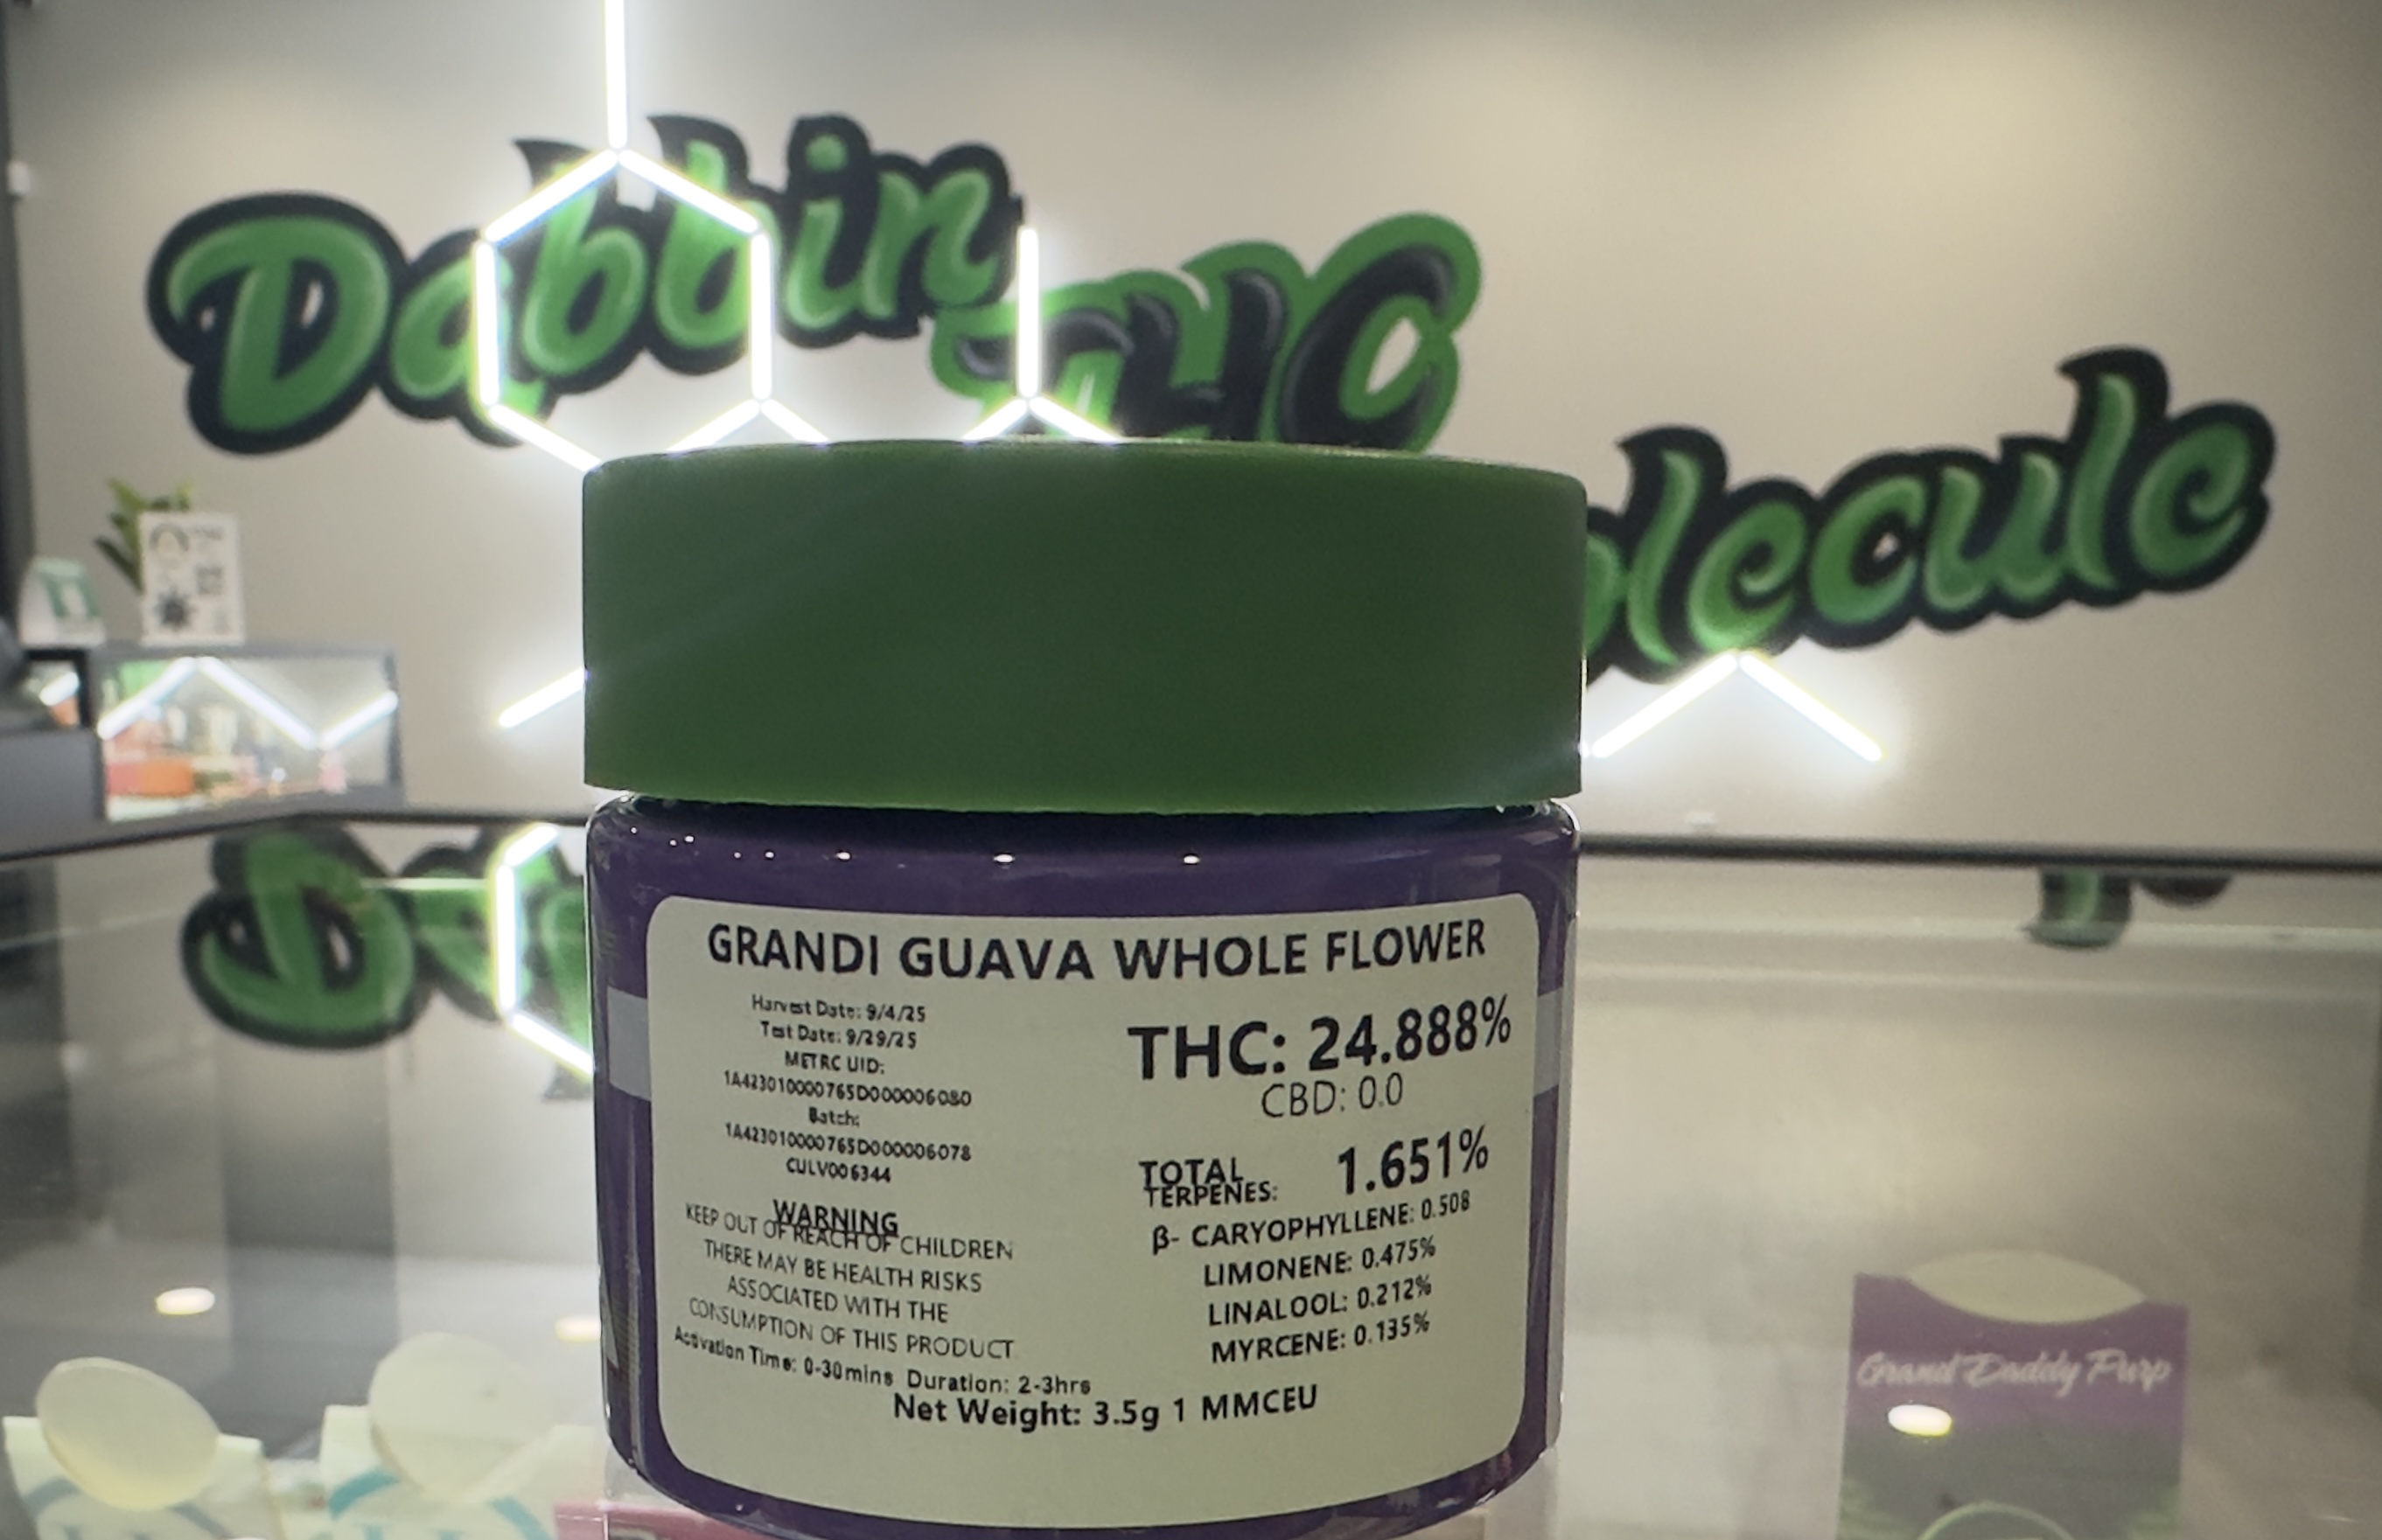 Dabbin
THC
olecule
GRANDI GUAVA WHOLE FLOWER
Harvest Date: 9/4/25
Test Date: 9/29/25
METRC UID:
1A423010000765D000006080
Batch:
1A423010000765D000006078
CULV006344
WARNING
KEEP OUT OF REACH OF CHILDREN
THERE MAY BE HEALTH RISKS
ASSOCIATED WITH THE
CONSUMPTION OF THIS PRODUCT
Activation Time: 0-30mins Duration: 2-3hrs
THC: 24.888%
CBD: 0.0
TOTAL
TERPENES: 1.651%
β- CARYOPHYLLENE: 0.508
LIMONENE: 0.475%
LINALOOL: 0.212%
MYRCENE: 0.135%
Net Weight: 3.5g 1 MMCEU
Grand Daddy Purp